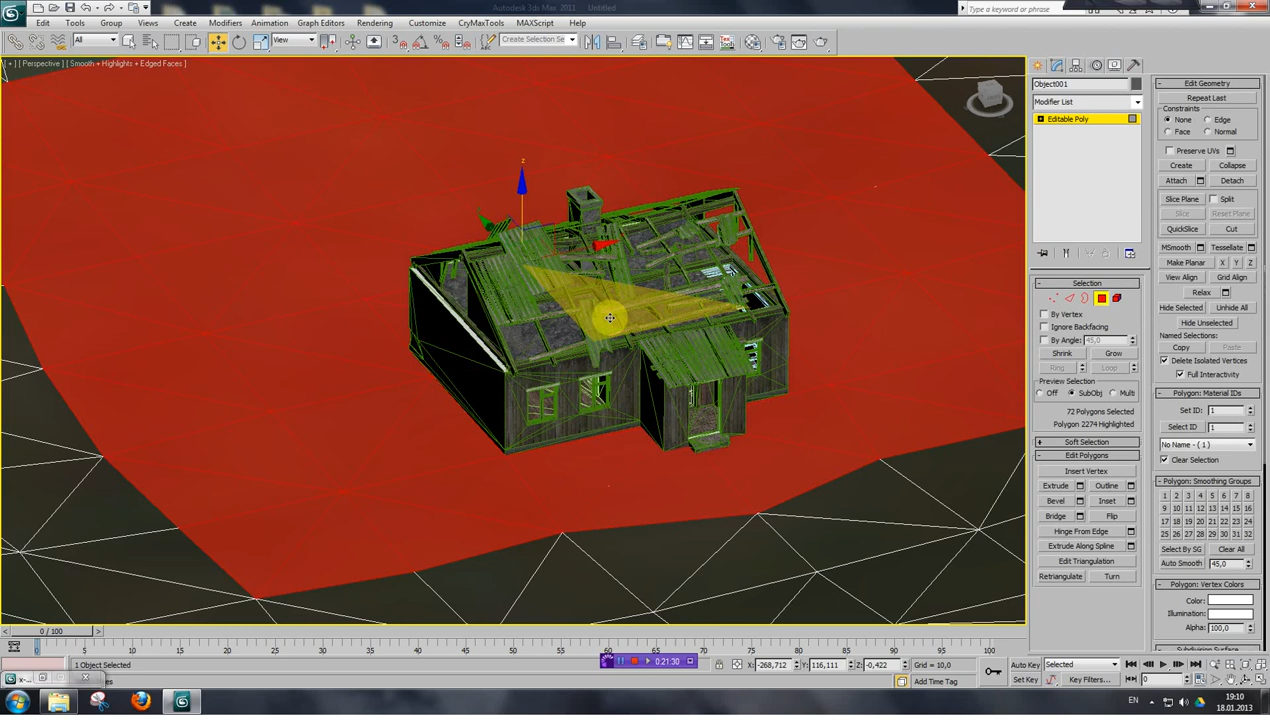 Autodesk 3ds Max 2011 Untitled
Type a keyword or phrase
Edit Tools Group Views Create Modifiers Animation Graph Editors Rendering Customize CryMaxTools MAXScript Help
All View Create Selection Se
[ + ] [ Perspective ] [ Smooth + Highlights + Edged Faces ]
z
Object001
Modifier List
Editable Poly
Selection
By Vertex
Ignore Backfacing
By Angle: 45,0
Shrink Grow
Ring Loop
Preview Selection
Off SubObj Multi
72 Polygons Selected
Polygon 2274 Highlighted
Soft Selection
Edit Polygons
Insert Vertex
Extrude Outline
Bevel Inset
Bridge Flip
Hinge From Edge
Extrude Along Spline
Edit Triangulation
Retriangulate Turn
Edit Geometry
Repeat Last
Constraints
None Edge
Face Normal
Preserve UVs
Create Collapse
Attach Detach
Slice Plane Split
Slice Reset Plane
QuickSlice Cut
MSmooth Tessellate
Make Planar X Y Z
View Align Grid Align
Relax
Hide Selected Unhide All
Hide Unselected
Named Selections:
Copy Paste
Delete Isolated Vertices
Full Interactivity
Polygon: Material IDs
Set ID: 1
Select ID 1
No Name - ( 1 )
Clear Selection
Polygon: Smoothing Groups
1 2 3 4 5 6 7 8
9 10 11 12 13 14 15 16
17 18 19 20 21 22 23 24
25 26 27 28 29 30 31 32
Select By SG Clear All
Auto Smooth 45,0
Polygon: Vertex Colors
Color:
Illumination:
Alpha: 100,0
Subdivision Surface
0 / 100
0 5 10 15 20 25 30 35 40 45 50 55 60 65 70 75 80 85 90 95 100
1 Object Selected
0:21:30
X: -268,712 Y: 116,111 Z: -0,422 Grid = 10,0
Add Time Tag
Auto Key Selected
Set Key Key Filters...
0
EN
19:10
18.01.2013